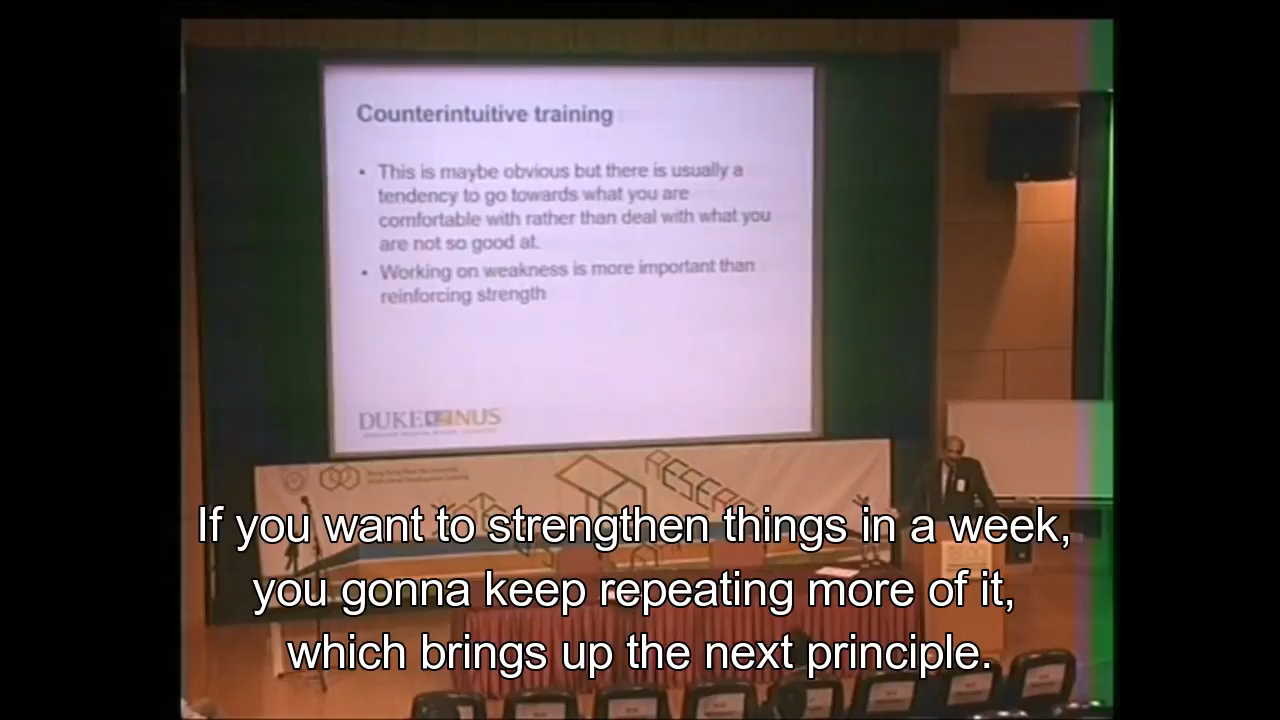 Counterintuitive training
• This is maybe obvious but there is usually a
tendency to go towards what you are
comfortable with rather than deal with what you
are not so good at.
• Working on weakness is more important than
reinforcing strength
DUKE NUS
RESEAR
If you want to strengthen things in a week,
you gonna keep repeating more of it,
which brings up the next principle.